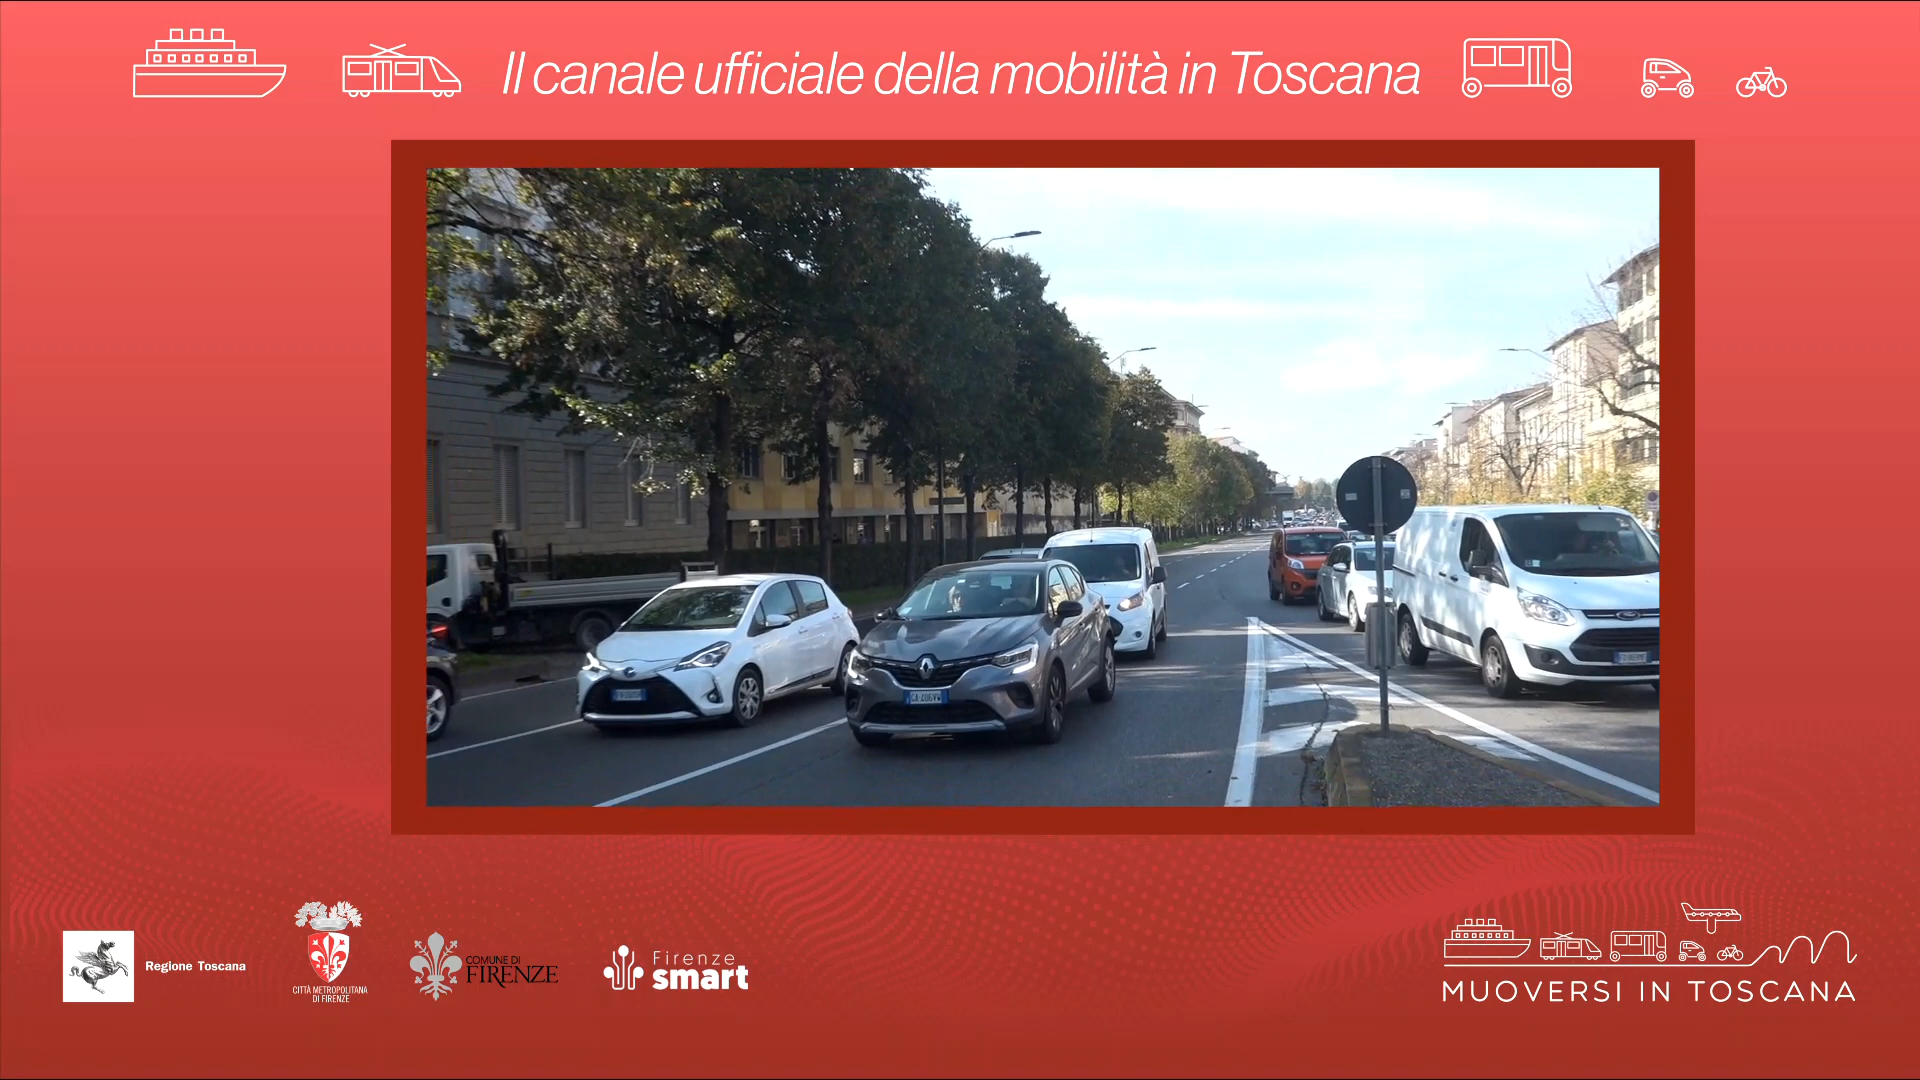 Il canale ufficiale della mobilità in Toscana
Regione Toscana
CITTÀ METROPOLITANA
DI FIRENZE
COMUNE DI
FIRENZE
Firenze
smart
MUOVERSI IN TOSCANA